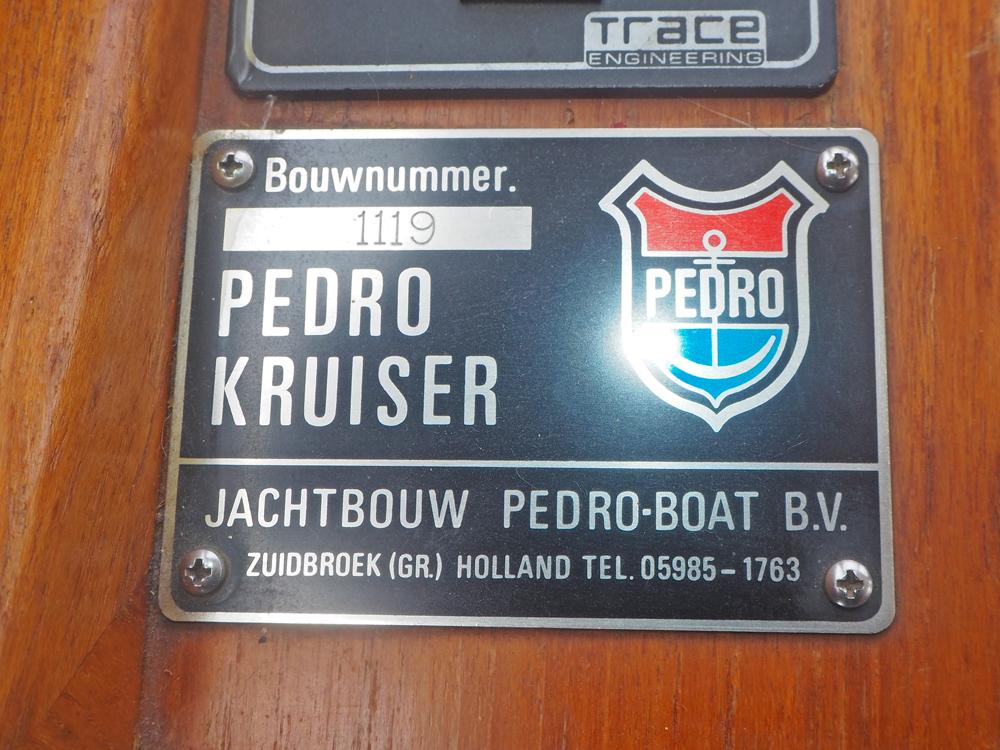 Trace
ENGINEERING
Bouwnummer.
1119
PEDRO
KRUISER
PEDRO
JACHTBOUW PEDRO-BOAT B.V.
ZUIDBROEK (GR.) HOLLAND TEL. 05985-1763